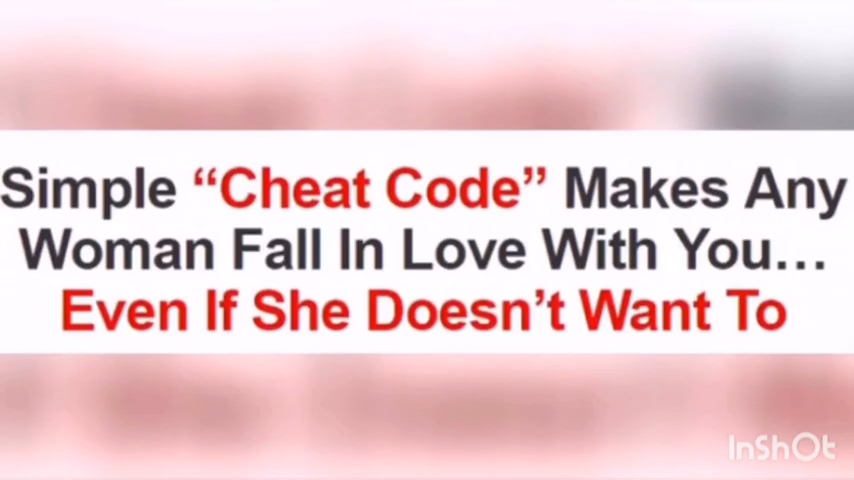 Simple “Cheat Code” Makes Any
Woman Fall In Love With You...
Even If She Doesn’t Want To
InShOt